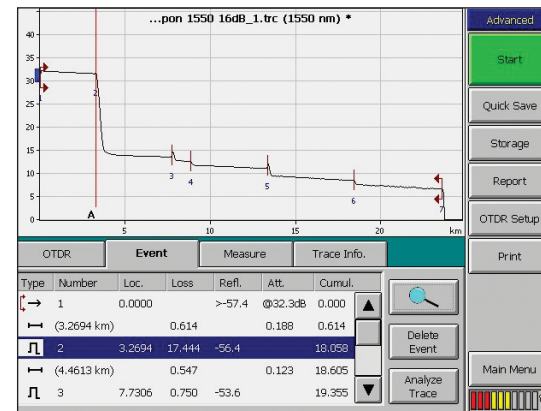 ...pon 1550 16dB_1.trc (1550 nm) *
Advanced
40
35
30
25
20
15
10
5
0
1
2
3
4
5
6
7
A
5
10
15
20
km
Start
Quick Save
Storage
Report
OTDR Setup
Print
Main Menu
OTDR
Event
Measure
Trace Info.
Type Number Loc. Loss Refl. Att. Cumul.
1 0.0000 >-57.4 @32.3dB 0.000
(3.2694 km) 0.614 0.188 0.614
2 3.2694 17.444 -56.4 18.058
(4.4613 km) 0.547 0.123 18.605
3 7.7306 0.750 -53.6 19.355
Delete
Event
Analyze
Trace